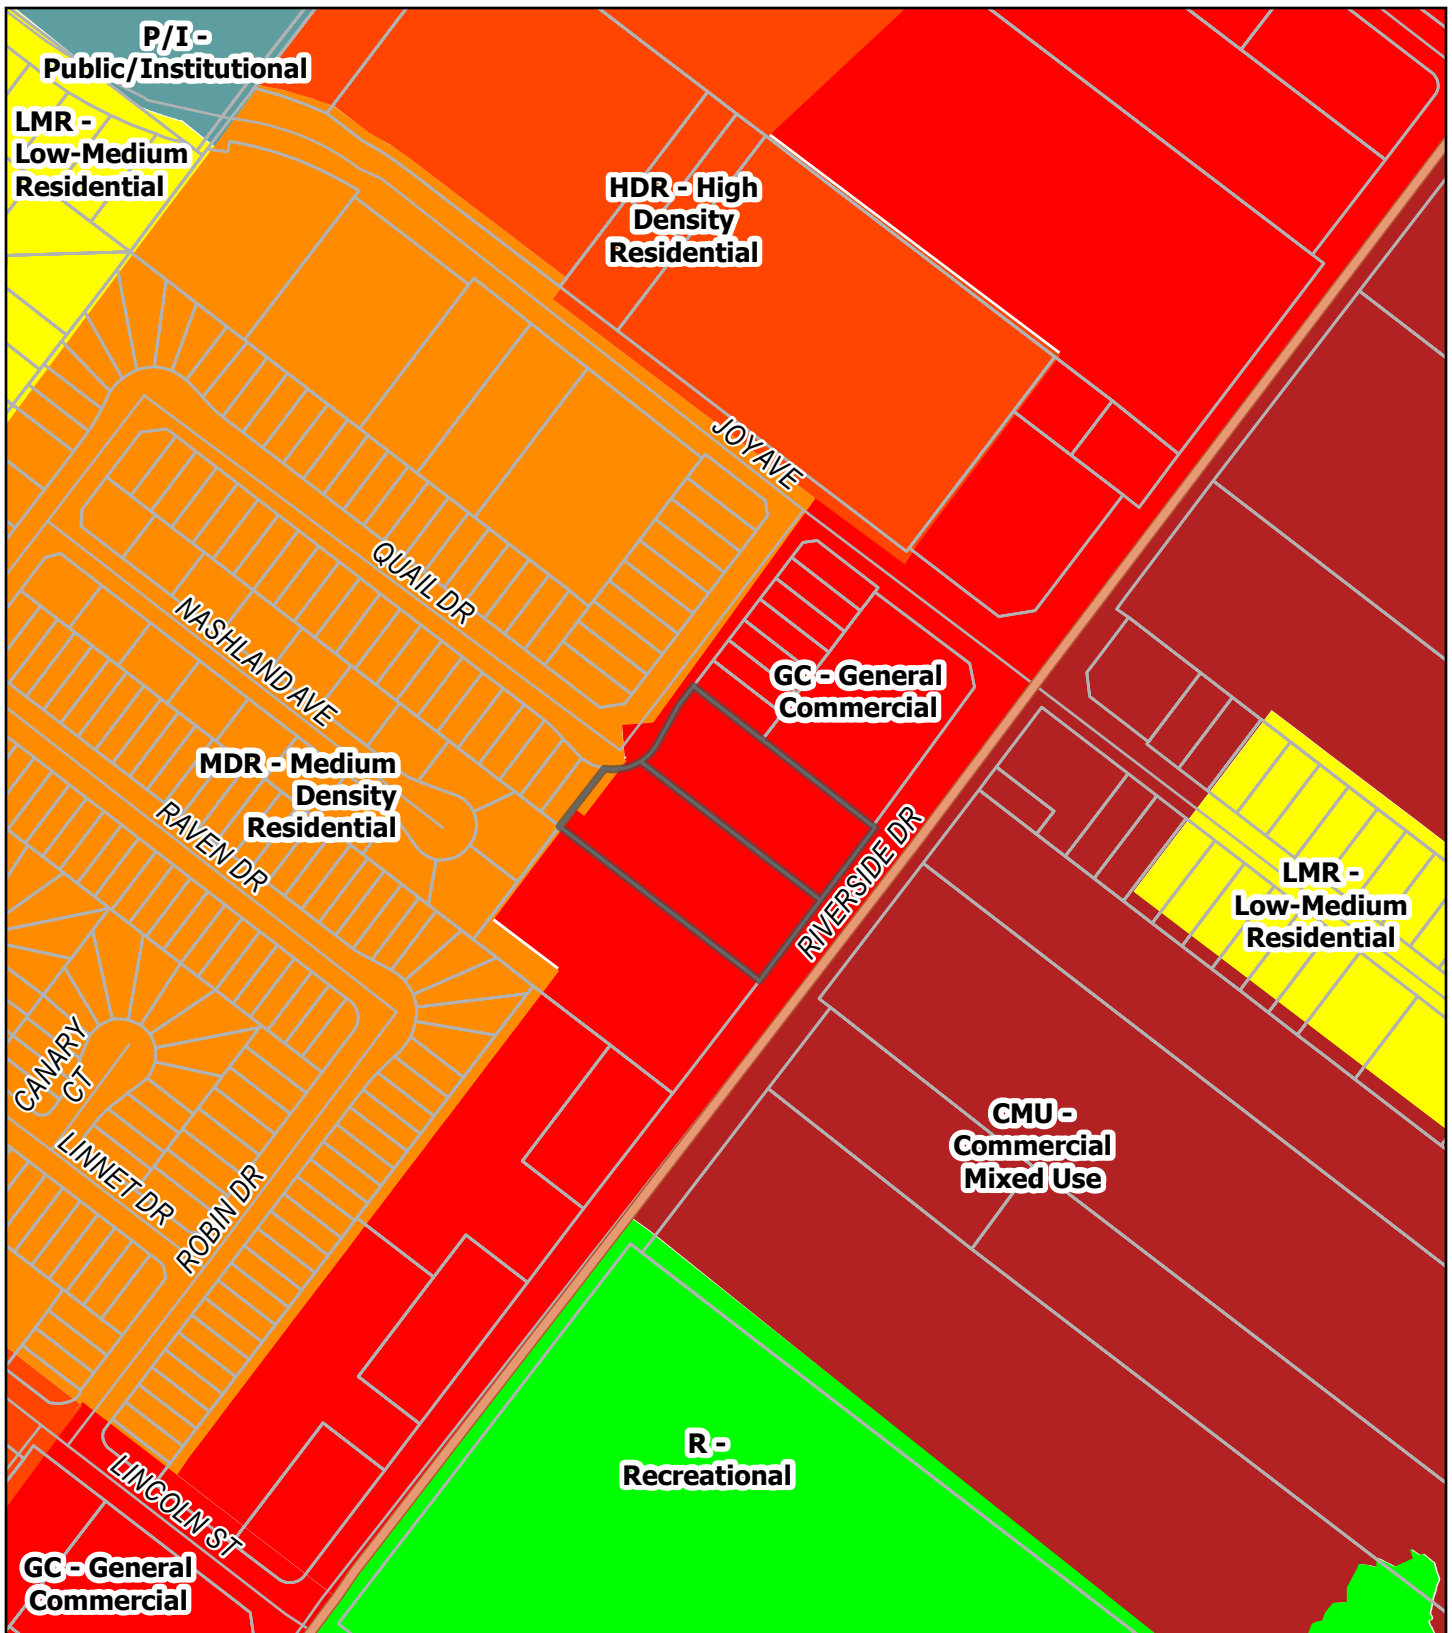 P/I -
Public/Institutional
LMR -
Low-Medium
Residential
HDR - High
Density
Residential
JOY AVE
QUAIL DR
NASHLAND AVE
GC - General
Commercial
MDR - Medium
Density
Residential
RAVEN DR
RIVERSIDE DR
LMR -
Low-Medium
Residential
CANARY
CT
CMU -
Commercial
Mixed Use
LINNET DR
ROBIN DR
R -
Recreational
LINCOLN ST
GC - General
Commercial